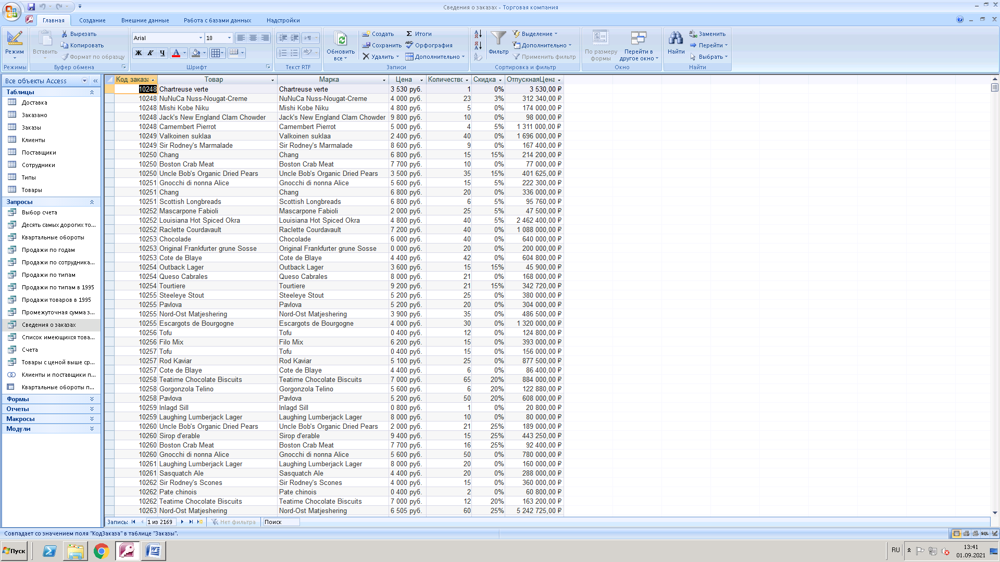 Сведения о заказах - Торговая компания
Главная Создание Внешние данные Работа с базами данных Надстройки
Режим
Режимы
Вставить
Вырезать
Копировать
Формат по образцу
Буфер обмена
Arial 10
Ж К Ч А
Шрифт
Текст RTF
Обновить все
Создать
Сохранить
Удалить
Итоги
Орфография
Дополнительно
Записи
Фильтр
Выделение
Дополнительно
Применить фильтр
Сортировка и фильтр
По размеру формы
Перейти в другое окно
Окно
Найти
Заменить
Перейти
Выбрать
Найти
Все объекты Access
Таблицы
Доставка
Заказано
Заказы
Клиенты
Поставщики
Сотрудники
Типы
Товары
Запросы
Выбор счета
Десять самых дорогих то...
Квартальные обороты
Продажи по годам
Продажи по сотрудника...
Продажи по типам
Продажи по типам в 1995
Продажи товаров в 1995
Промежуточная сумма з...
Сведения о заказах
Список имеющихся това...
Счета
Товары с ценой выше ср...
Клиенты и поставщики п...
Квартальные обороты п...
Формы
Отчеты
Макросы
Модули
Код заказа Товар Марка Цена Количество Скидка ОтпускнаяЦена
10248 Chartreuse verte Chartreuse verte 3 530 руб. 1 0% 3 530,00 ₽
10248 NuNuCa Nuss-Nougat-Creme NuNuCa Nuss-Nougat-Creme 4 000 руб. 23 3% 312 340,00 ₽
10248 Mishi Kobe Niku Mishi Kobe Niku 4 800 руб. 5 0% 174 000,00 ₽
10248 Jack's New England Clam Chowder Jack's New England Clam Chowder 9 800 руб. 10 0% 98 000,00 ₽
10248 Camembert Pierrot Camembert Pierrot 5 000 руб. 4 5% 1 311 000,00 ₽
10249 Valkoinen suklaa Valkoinen suklaa 2 400 руб. 40 0% 1 696 000,00 ₽
10249 Sir Rodney's Marmalade Sir Rodney's Marmalade 8 600 руб. 9 0% 167 400,00 ₽
10250 Chang Chang 6 800 руб. 15 15% 214 200,00 ₽
10250 Boston Crab Meat Boston Crab Meat 7 700 руб. 10 0% 77 000,00 ₽
10250 Uncle Bob's Organic Dried Pears Uncle Bob's Organic Dried Pears 3 500 руб. 35 15% 401 625,00 ₽
10251 Gnocchi di nonna Alice Gnocchi di nonna Alice 5 600 руб. 15 5% 222 300,00 ₽
10251 Chang Chang 6 800 руб. 20 0% 336 000,00 ₽
10251 Scottish Longbreads Scottish Longbreads 6 800 руб. 6 5% 95 760,00 ₽
10252 Mascarpone Fabioli Mascarpone Fabioli 2 000 руб. 25 5% 47 500,00 ₽
10252 Louisiana Hot Spiced Okra Louisiana Hot Spiced Okra 4 800 руб. 40 5% 2 462 400,00 ₽
10252 Raclette Courdavault Raclette Courdavault 7 200 руб. 40 0% 1 088 000,00 ₽
10253 Chocolade Chocolade 6 000 руб. 40 0% 640 000,00 ₽
10253 Original Frankfurter grune Sosse Original Frankfurter grune Sosse 0 000 руб. 20 0% 200 000,00 ₽
10253 Cote de Blaye Cote de Blaye 4 400 руб. 42 0% 604 800,00 ₽
10254 Outback Lager Outback Lager 3 600 руб. 15 15% 45 900,00 ₽
10254 Queso Cabrales Queso Cabrales 8 000 руб. 21 0% 168 000,00 ₽
10254 Tourtiere Tourtiere 9 200 руб. 21 15% 342 720,00 ₽
10255 Steeleye Stout Steeleye Stout 5 200 руб. 25 0% 380 000,00 ₽
10255 Pavlova Pavlova 5 200 руб. 20 0% 304 000,00 ₽
10255 Nord-Ost Matjeshering Nord-Ost Matjeshering 3 900 руб. 35 0% 486 500,00 ₽
10255 Escargots de Bourgogne Escargots de Bourgogne 4 000 руб. 30 0% 1 320 000,00 ₽
10256 Tofu Tofu 0 400 руб. 12 0% 124 800,00 ₽
10256 Filo Mix Filo Mix 6 200 руб. 15 0% 393 000,00 ₽
10257 Tofu Tofu 0 400 руб. 15 0% 156 000,00 ₽
10257 Rod Kaviar Rod Kaviar 5 100 руб. 25 0% 877 500,00 ₽
10257 Cote de Blaye Cote de Blaye 4 400 руб. 6 0% 86 400,00 ₽
10258 Teatime Chocolate Biscuits Teatime Chocolate Biscuits 7 000 руб. 65 20% 884 000,00 ₽
10258 Gorgonzola Telino Gorgonzola Telino 5 600 руб. 6 20% 122 880,00 ₽
10258 Pavlova Pavlova 5 200 руб. 50 20% 608 000,00 ₽
10259 Inlagd Sill Inlagd Sill 0 800 руб. 1 0% 20 800,00 ₽
10259 Laughing Lumberjack Lager Laughing Lumberjack Lager 8 000 руб. 10 0% 80 000,00 ₽
10260 Uncle Bob's Organic Dried Pears Uncle Bob's Organic Dried Pears 2 000 руб. 21 25% 189 000,00 ₽
10260 Sirop d'erable Sirop d'erable 9 400 руб. 15 25% 443 250,00 ₽
10260 Boston Crab Meat Boston Crab Meat 7 700 руб. 16 25% 92 400,00 ₽
10260 Gnocchi di nonna Alice Gnocchi di nonna Alice 5 600 руб. 50 0% 780 000,00 ₽
10261 Laughing Lumberjack Lager Laughing Lumberjack Lager 8 000 руб. 20 0% 160 000,00 ₽
10261 Sasquatch Ale Sasquatch Ale 4 400 руб. 20 0% 288 000,00 ₽
10262 Sir Rodney's Scones Sir Rodney's Scones 4 000 руб. 15 0% 360 000,00 ₽
10262 Pate chinois Pate chinois 0 400 руб. 2 0% 60 800,00 ₽
10262 Teatime Chocolate Biscuits Teatime Chocolate Biscuits 7 000 руб. 12 20% 163 200,00 ₽
10263 Nord-Ost Matjeshering Nord-Ost Matjeshering 6 505 руб. 60 25% 5 242 725,00 ₽
Запись: 1 из 2169 Нет фильтра Поиск
Совпадает со значением поля "КодЗаказа" в таблице "Заказы".
SQL
Пуск
RU
13:41
01.09.2021